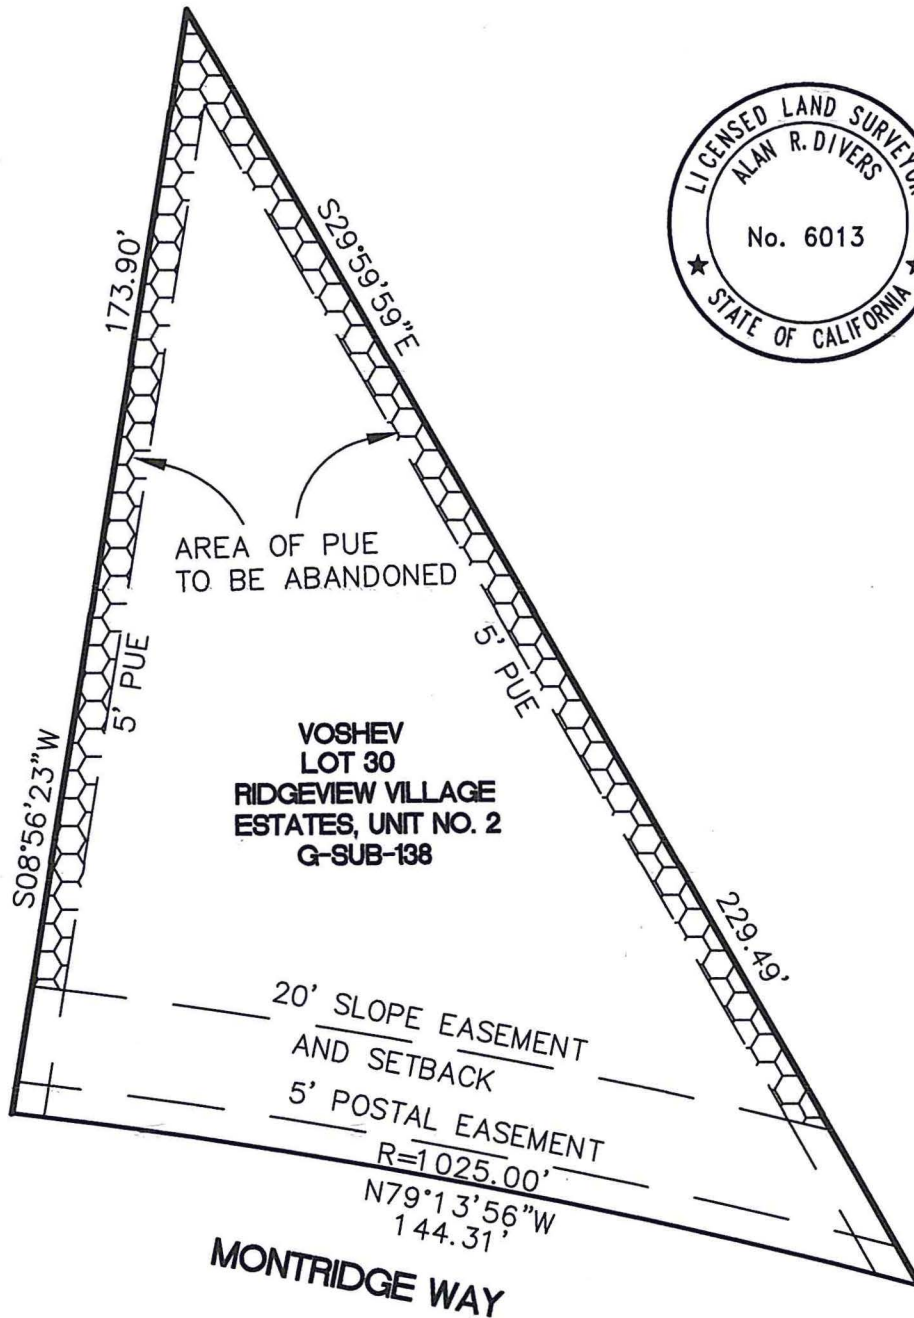 LICENSED LAND SURVEYOR
ALAN R. DIVERS
No. 6013
STATE OF CALIFORNIA
173.90'
S29°59'59"E
AREA OF PUE
TO BE ABANDONED
5' PUE
5' PUE
S08°56'23"W
VOSHEV
LOT 30
RIDGEVIEW VILLAGE
ESTATES, UNIT NO. 2
G-SUB-138
229.49'
20' SLOPE EASEMENT
AND SETBACK
5' POSTAL EASEMENT
R=1025.00'
N79°13'56"W
144.31'
MONTRIDGE WAY